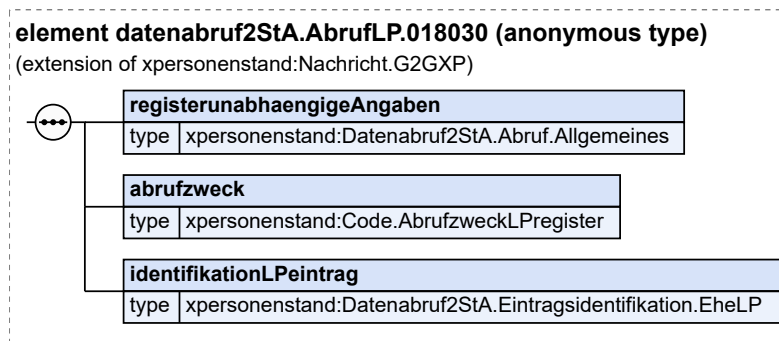 element datenabruf2StA.AbrufLP.018030 (anonymous type)
(extension of xpersonenstand:Nachricht.G2GXP)
registerunabhaengigeAngaben
type xpersonenstand:Datenabruf2StA.Abruf.Allgemeines
abrufzweck
type xpersonenstand:Code.AbrufzweckLPregister
identifikationLPeintrag
type xpersonenstand:Datenabruf2StA.Eintragsidentifikation.EheLP